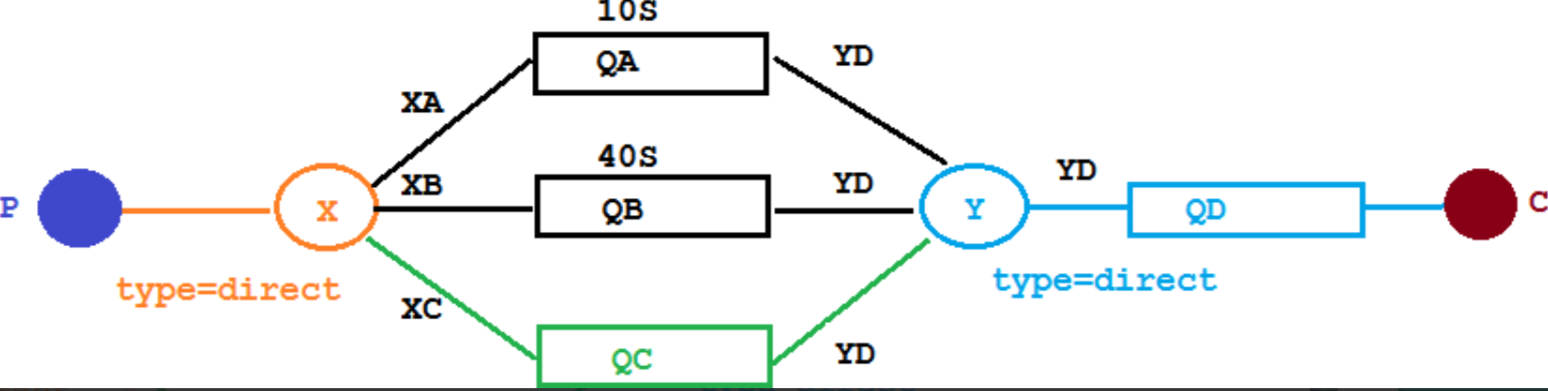 10S
QA
YD
XA
40S
XB
YD
YD
P
X
QB
Y
QD
C
type=direct
type=direct
XC
QC
YD